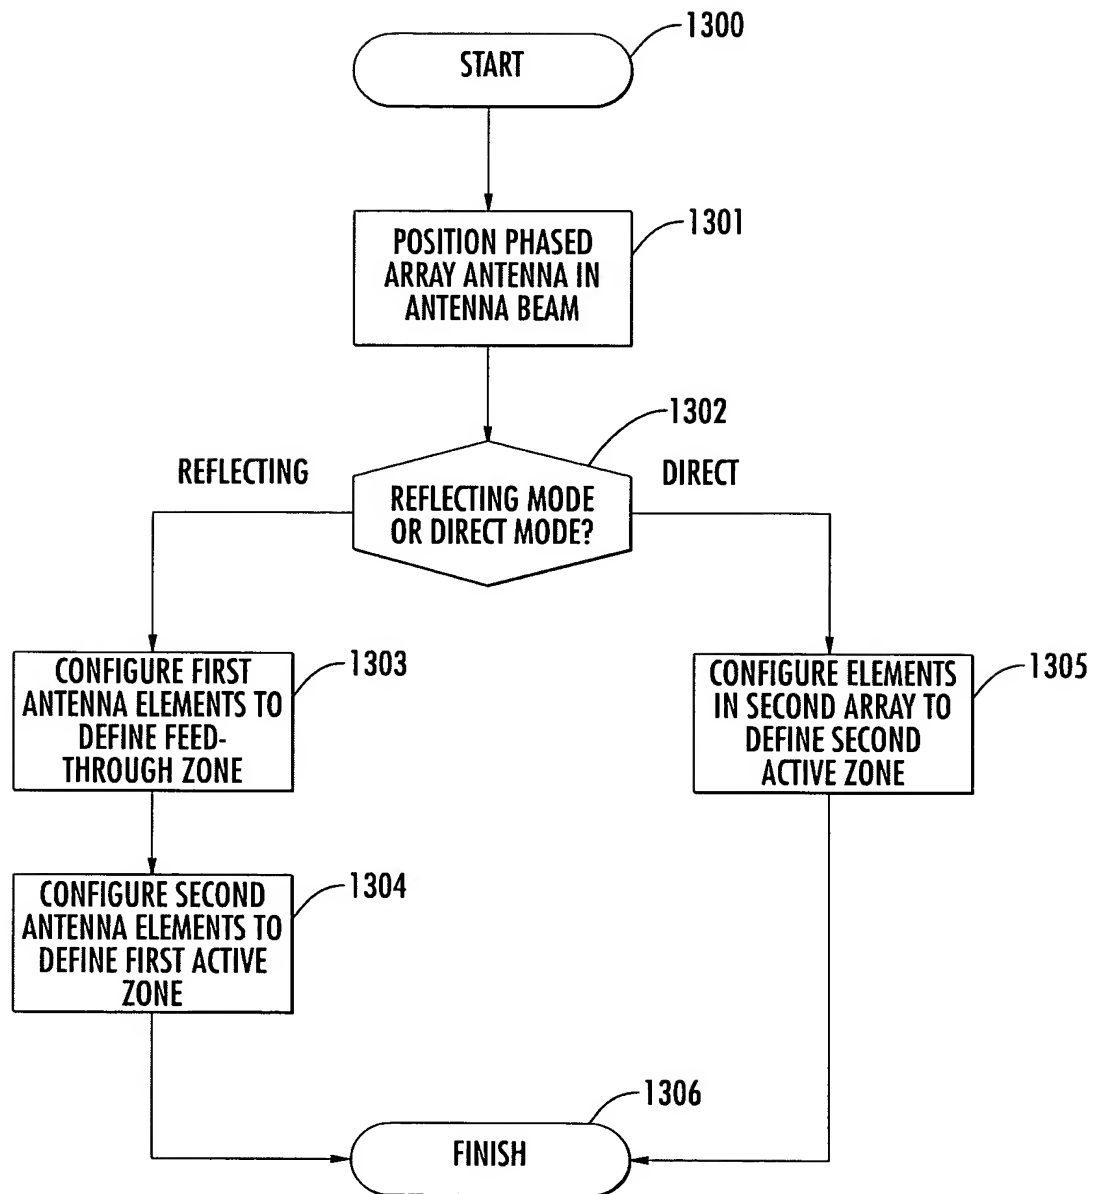 START
1300
POSITION PHASED
ARRAY ANTENNA IN
ANTENNA BEAM
1301
1302
REFLECTING
REFLECTING MODE
OR DIRECT MODE?
DIRECT
CONFIGURE FIRST
ANTENNA ELEMENTS TO
DEFINE FEED-
THROUGH ZONE
1303
CONFIGURE ELEMENTS
IN SECOND ARRAY TO
DEFINE SECOND
ACTIVE ZONE
1305
CONFIGURE SECOND
ANTENNA ELEMENTS TO
DEFINE FIRST ACTIVE
ZONE
1304
FINISH
1306